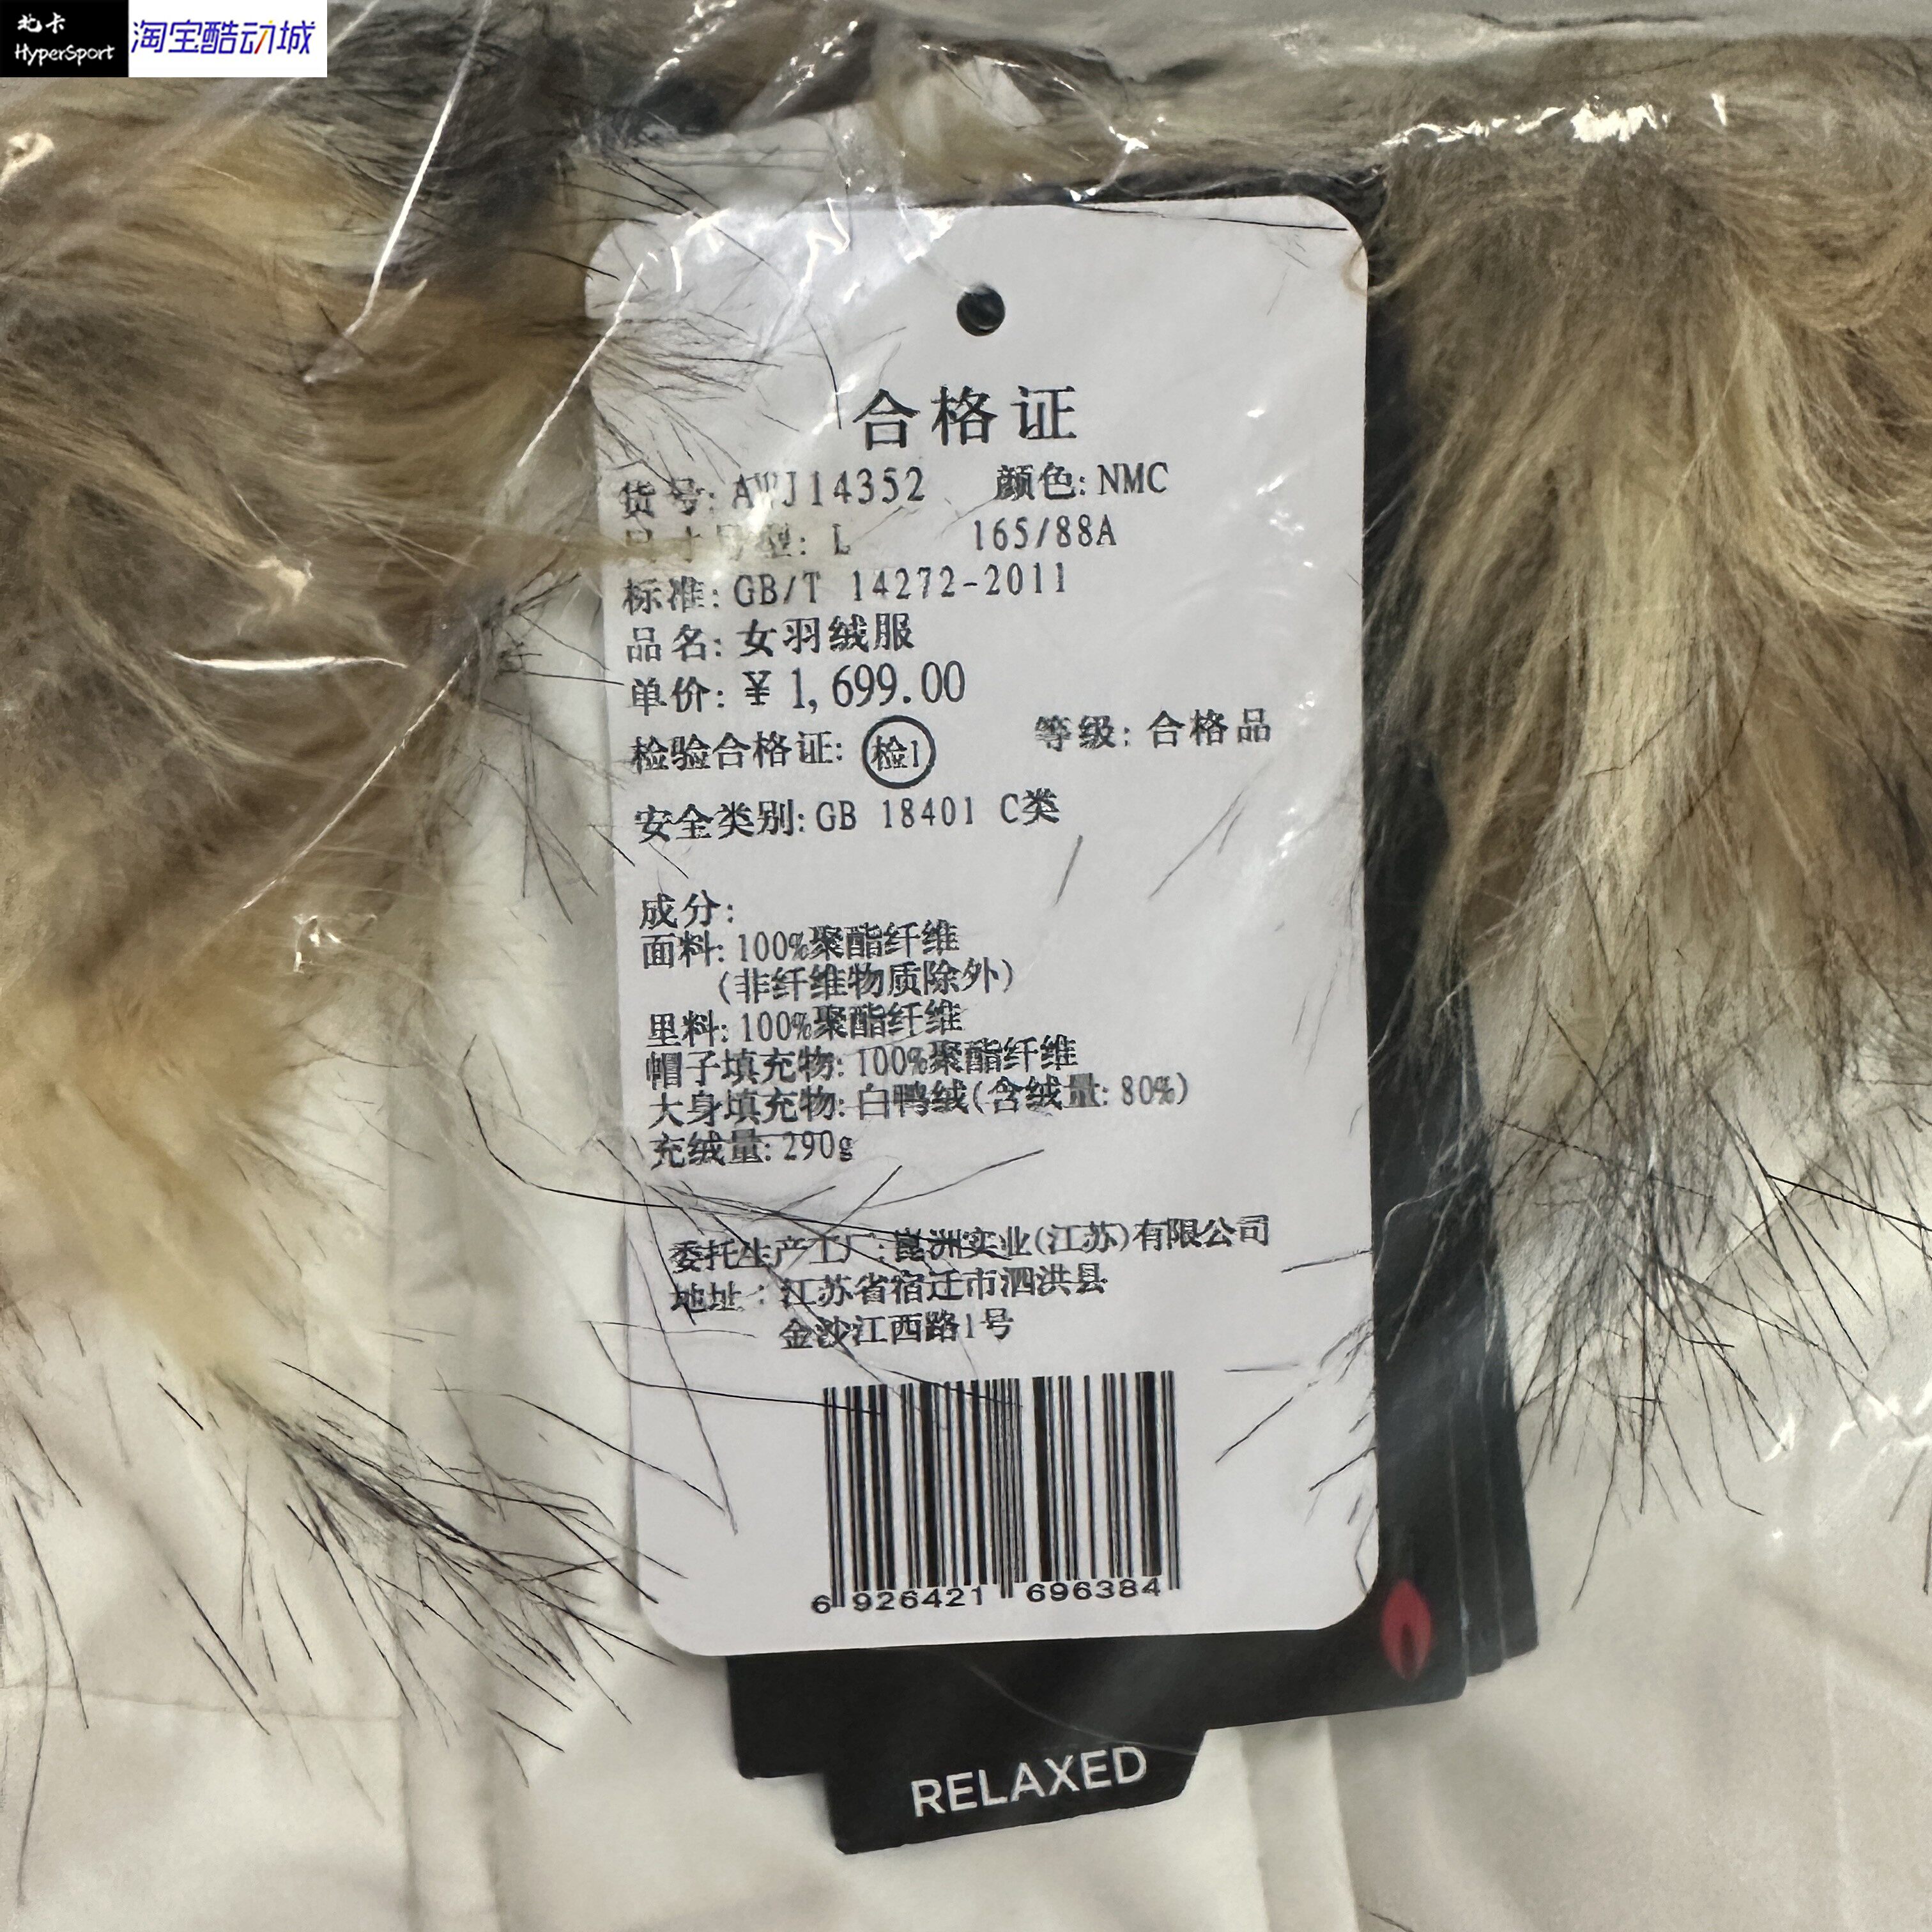 北卡
HyperSport
淘宝酷动城
合格证
货号: AWJ14352 颜色: NMC
尺寸号型: L 165/88A
标准: GB/T 14272-2011
品名: 女羽绒服
单价: ¥ 1,699.00
检验合格证: 检1 等级: 合格品
安全类别: GB 18401 C类
成分:
面料: 100%聚酯纤维
(非纤维物质除外)
里料: 100%聚酯纤维
帽子填充物: 100%聚酯纤维
大身填充物: 白鸭绒(含绒量: 80%)
充绒量: 290g
委托生产工厂: 嵩洲实业(江苏)有限公司
地址: 江苏省宿迁市泗洪县
金沙江西路1号
6 926421 696384
RELAXED